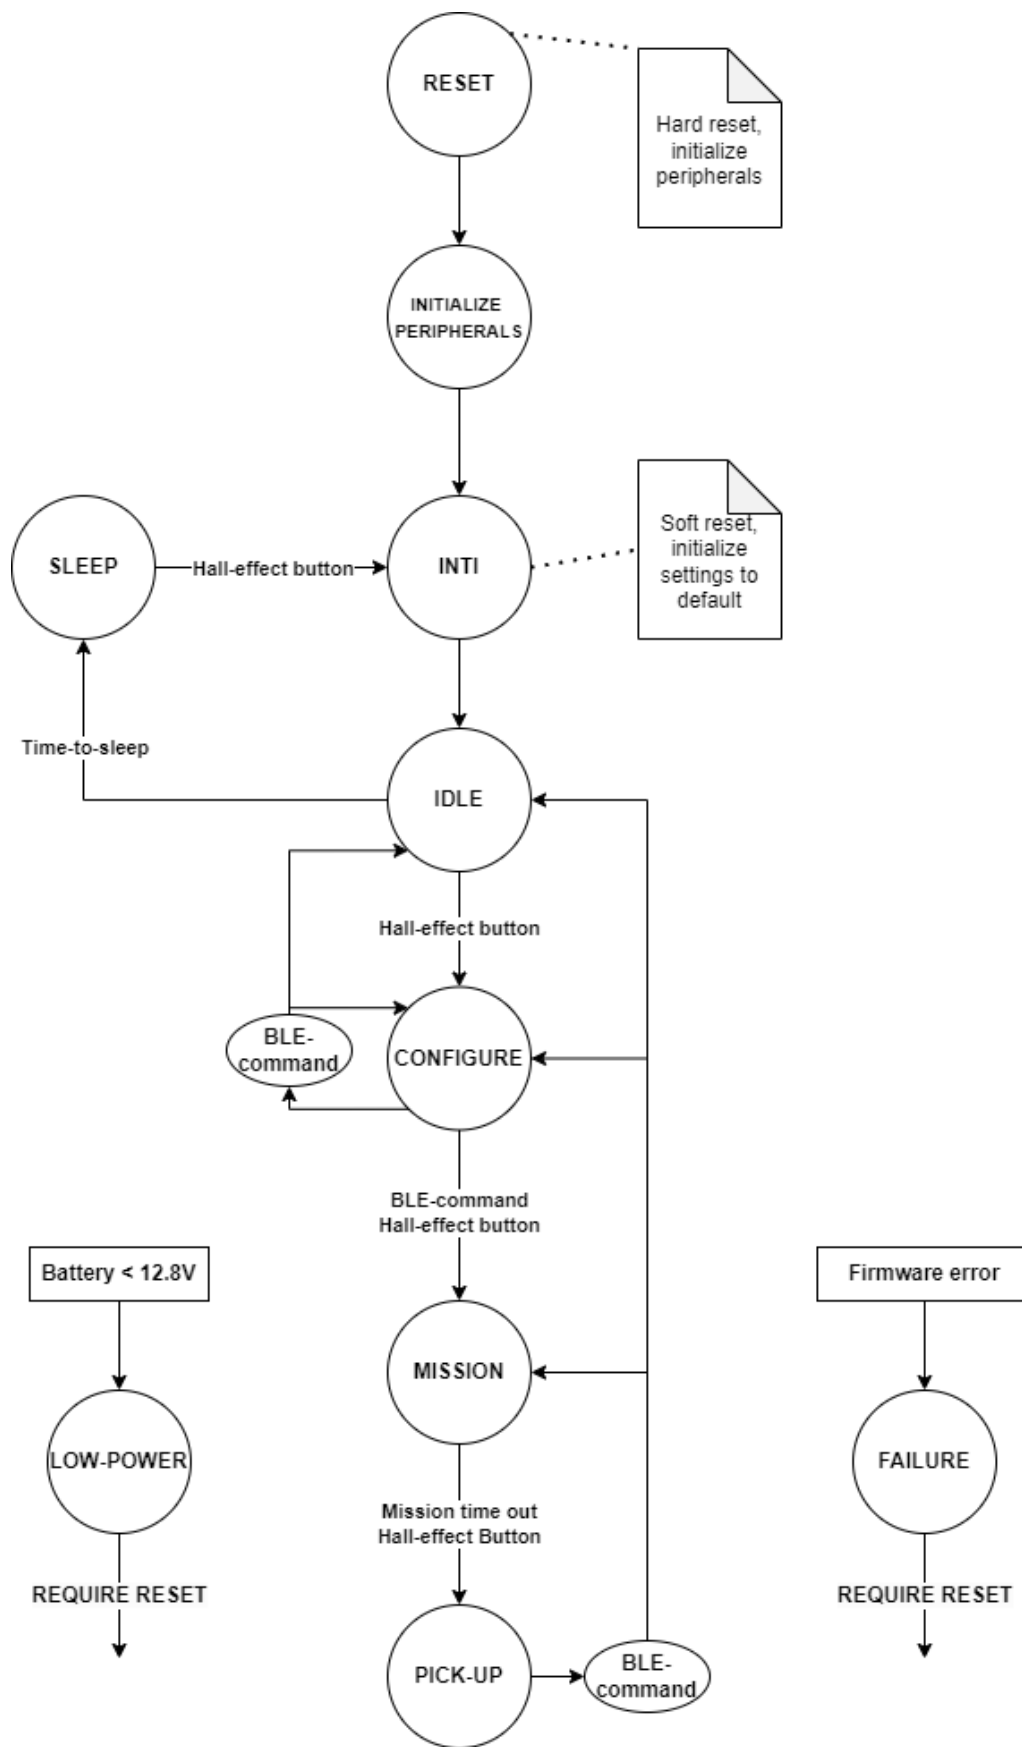 RESET
Hard reset,
initialize
peripherals
INITIALIZE
PERIPHERALS
SLEEP
Hall-effect button
INTI
Soft reset,
initialize
settings to
default
Time-to-sleep
IDLE
Hall-effect button
BLE-
command
CONFIGURE
BLE-command
Hall-effect button
Battery < 12.8V
Firmware error
MISSION
LOW-POWER
FAILURE
Mission time out
Hall-effect Button
REQUIRE RESET
REQUIRE RESET
PICK-UP
BLE-
command